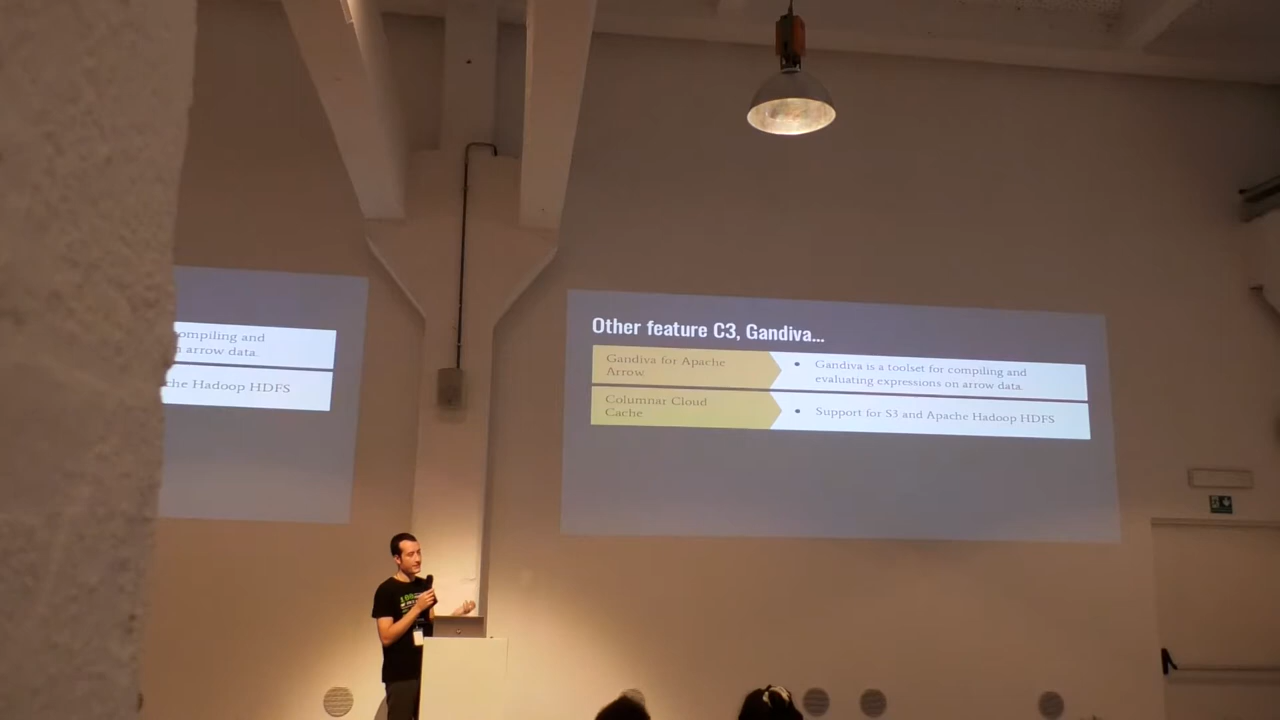 ompiling and
arrow data.
che Hadoop HDFS
Other feature C3, Gandiva...
Gandiva for Apache
Arrow
Gandiva is a toolset for compiling and
evaluating expressions on arrow data.
Columnar Cloud
Cache
Support for S3 and Apache Hadoop HDFS